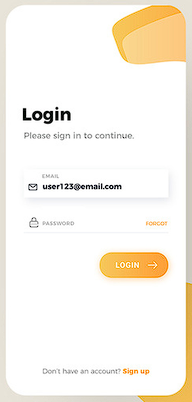 Login
Please sign in to continue.
EMAIL
user123@email.com
PASSWORD
FORGOT
LOGIN
Don't have an account? Sign up